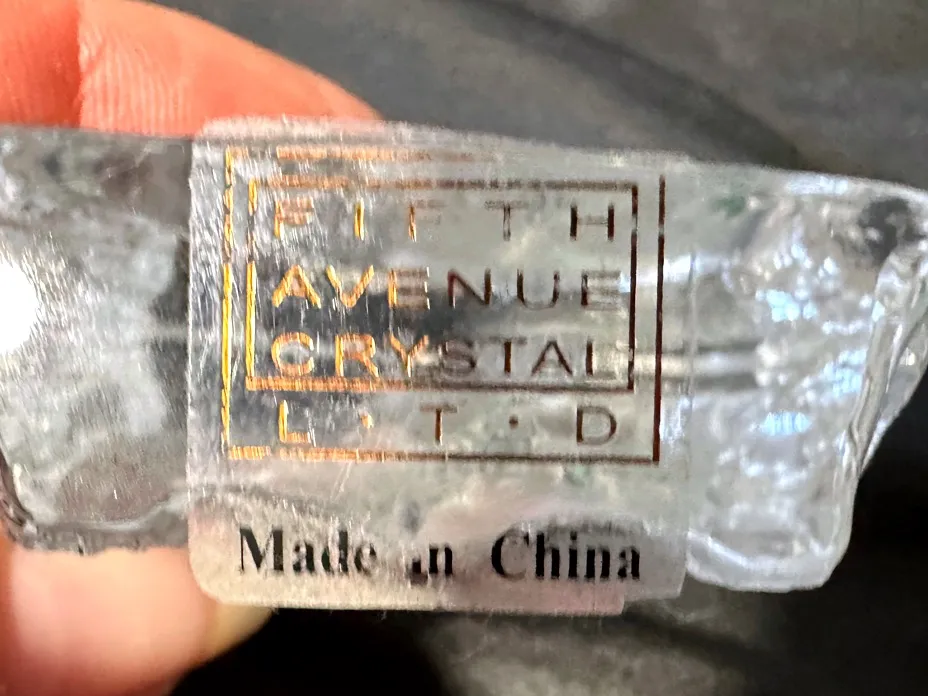 FIFTH
AVENUE
CRYSTAL
L·T·D
Made in China